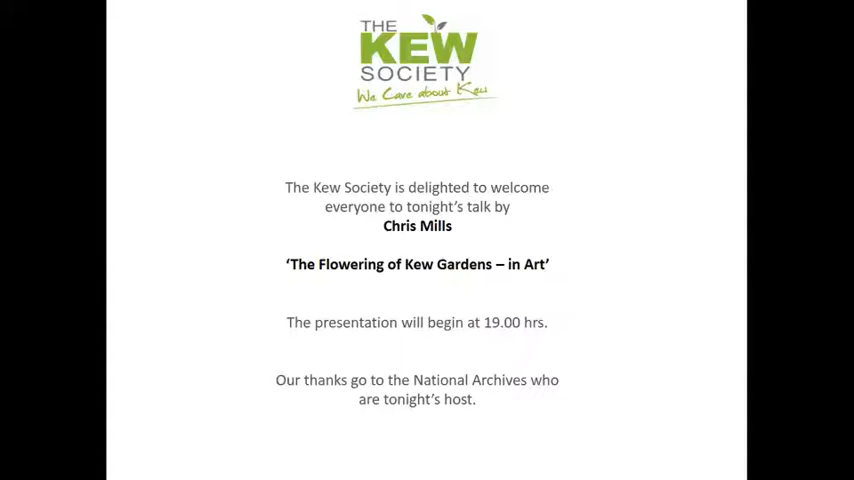 THE
KEW
SOCIETY
We Care about Kew
The Kew Society is delighted to welcome
everyone to tonight's talk by
Chris Mills
‘The Flowering of Kew Gardens – in Art’
The presentation will begin at 19.00 hrs.
Our thanks go to the National Archives who
are tonight's host.